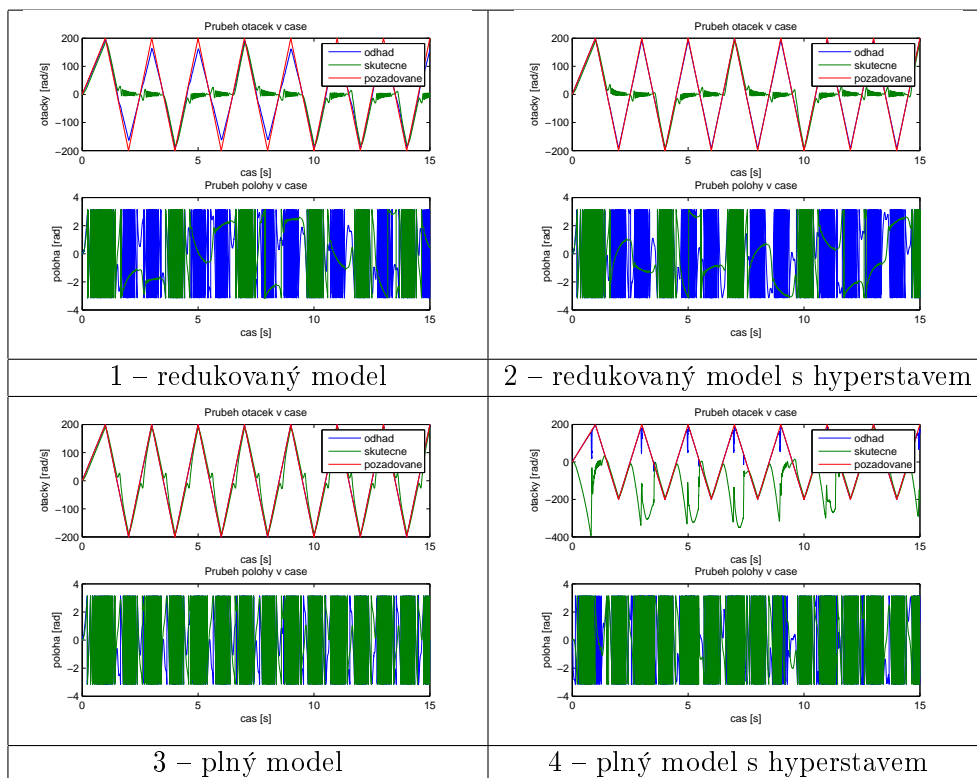 Prubeh otacek v case
otacky [rad/s]
200
100
0
−100
−200
odhad
skutecne
pozadovane
0 5 10 15
cas [s]
Prubeh polohy v case
poloha [rad]
4
2
0
−2
−4
0 5 10 15
cas [s]
1 – redukovaný model
Prubeh otacek v case
otacky [rad/s]
200
100
0
−100
−200
odhad
skutecne
pozadovane
0 5 10 15
cas [s]
Prubeh polohy v case
poloha [rad]
4
2
0
−2
−4
0 5 10 15
cas [s]
2 – redukovaný model s hyperstavem
Prubeh otacek v case
otacky [rad/s]
200
100
0
−100
−200
odhad
skutecne
pozadovane
0 5 10 15
Prubeh polohy v case
poloha [rad]
4
2
0
−2
−4
0 5 10 15
cas [s]
3 – plný model
Prubeh otacek v case
otacky [rad/s]
200
0
−200
−400
odhad
skutecne
pozadovane
0 5 10 15
Prubeh polohy v case
poloha [rad]
4
2
0
−2
−4
0 5 10 15
cas [s]
4 – plný model s hyperstavem